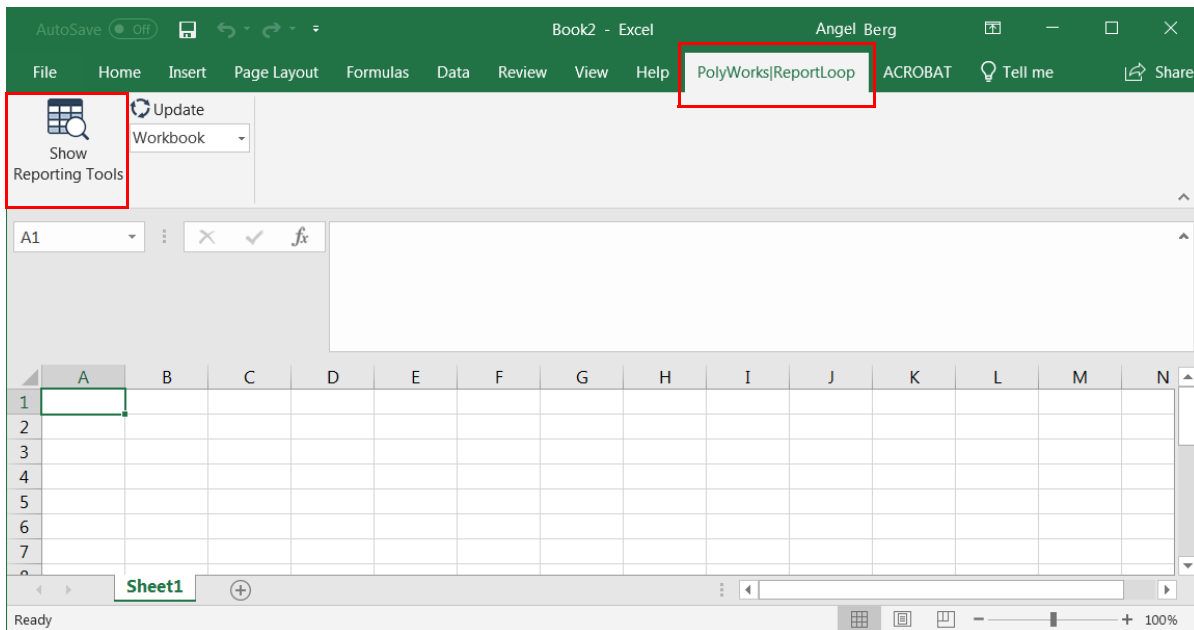 AutoSave Off Book2 - Excel Angel Berg
File Home Insert Page Layout Formulas Data Review View Help PolyWorks|ReportLoop ACROBAT Tell me Share
Show
Reporting Tools
Update
Workbook
A1 fx
A B C D E F G H I J K L M N
1
2
3
4
5
6
7
Sheet1
Ready 100%